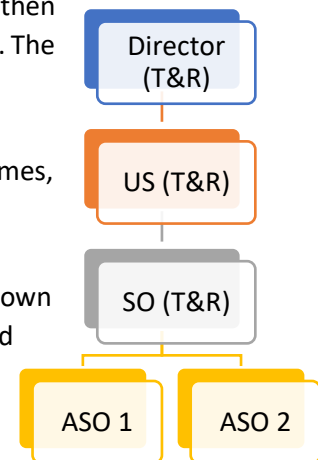 then
. The
Director
(T&R)
mes,
US (T&R)
own
SO (T&R)
d
ASO 1
ASO 2